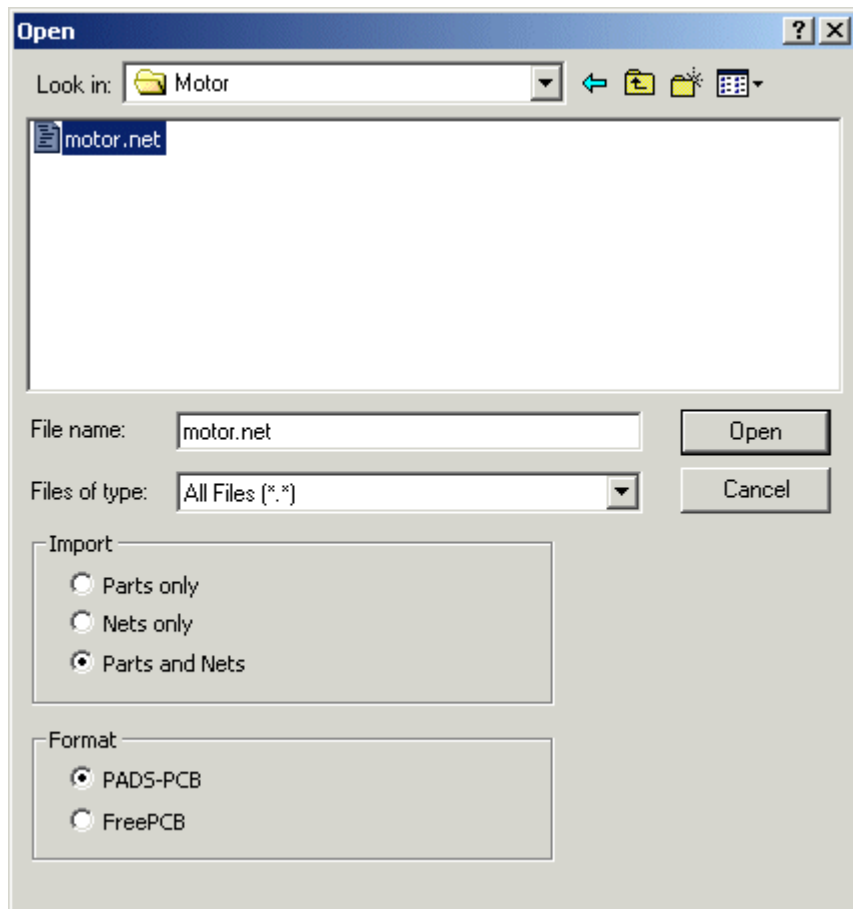 Open
Look in: Motor
motor.net
File name: motor.net Open
Files of type: All Files (*.*) Cancel
Import
Parts only
Nets only
Parts and Nets
Format
PADS-PCB
FreePCB